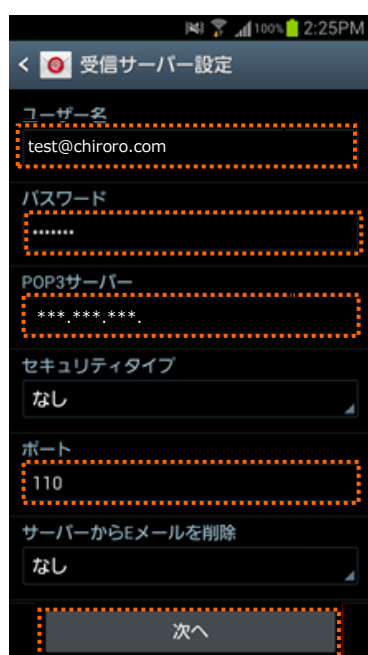 100% 2:25PM
< 受信サーバー設定
ユーザー名
test@chiroro.com
パスワード
•••••••
POP3サーバー
***.***.***.
セキュリティタイプ
なし
ポート
110
サーバーからEメールを削除
なし
次へ